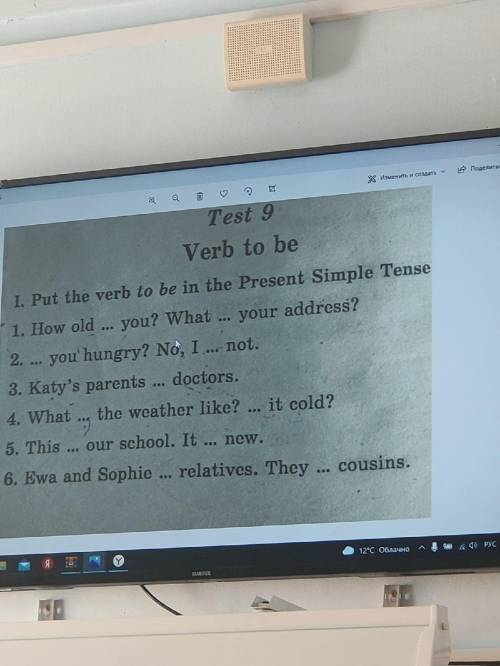 Изменить и создать
Test 9
Verb to be
I. Put the verb to be in the Present Simple Tense
1. How old ... you? What ... your address?
2. ... you hungry? No, I ... not.
3. Katy's parents ... doctors.
4. What ... the weather like? ... it cold?
5. This ... our school. It ... new.
6. Ewa and Sophie ... relatives. They ... cousins.
12°C Облачно
РУС